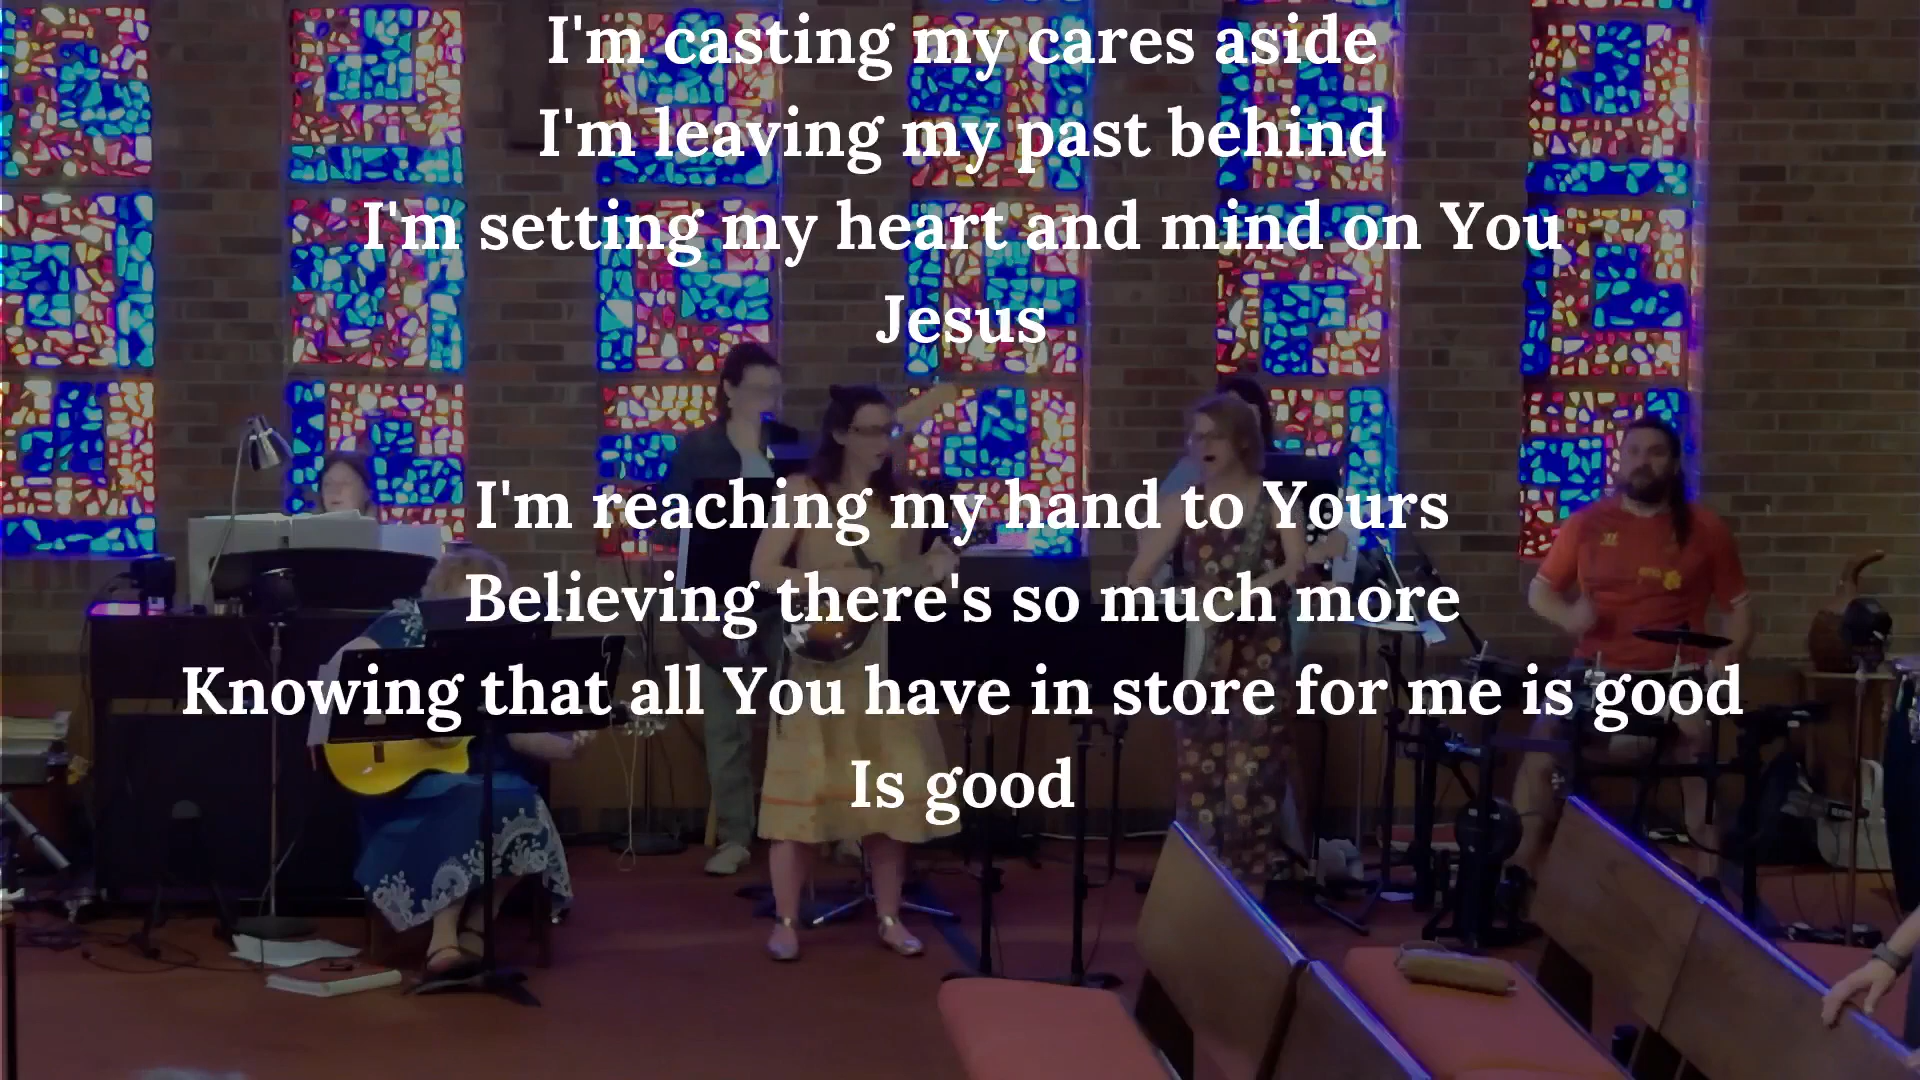 I'm casting my cares aside
I'm leaving my past behind
I'm setting my heart and mind on You
Jesus
I'm reaching my hand to Yours
Believing there's so much more
Knowing that all You have in store for me is good
Is good